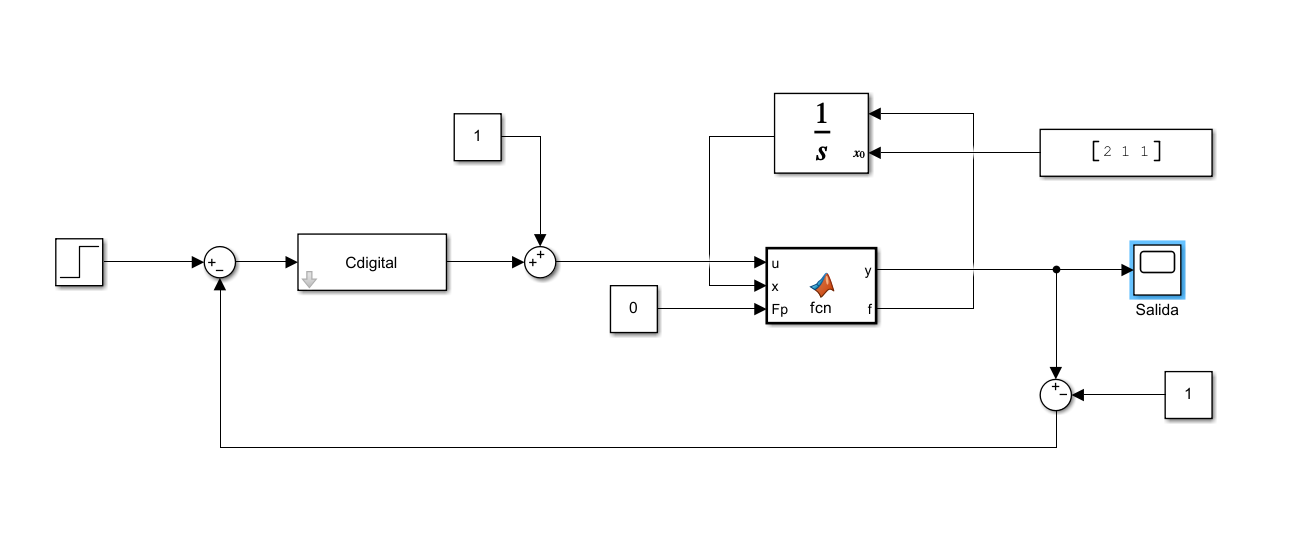 1
1
s
x₀
[2 1 1]
+
−
Cdigital
+
+
0
u
x
Fp
fcn
y
f
Salida
+
−
1